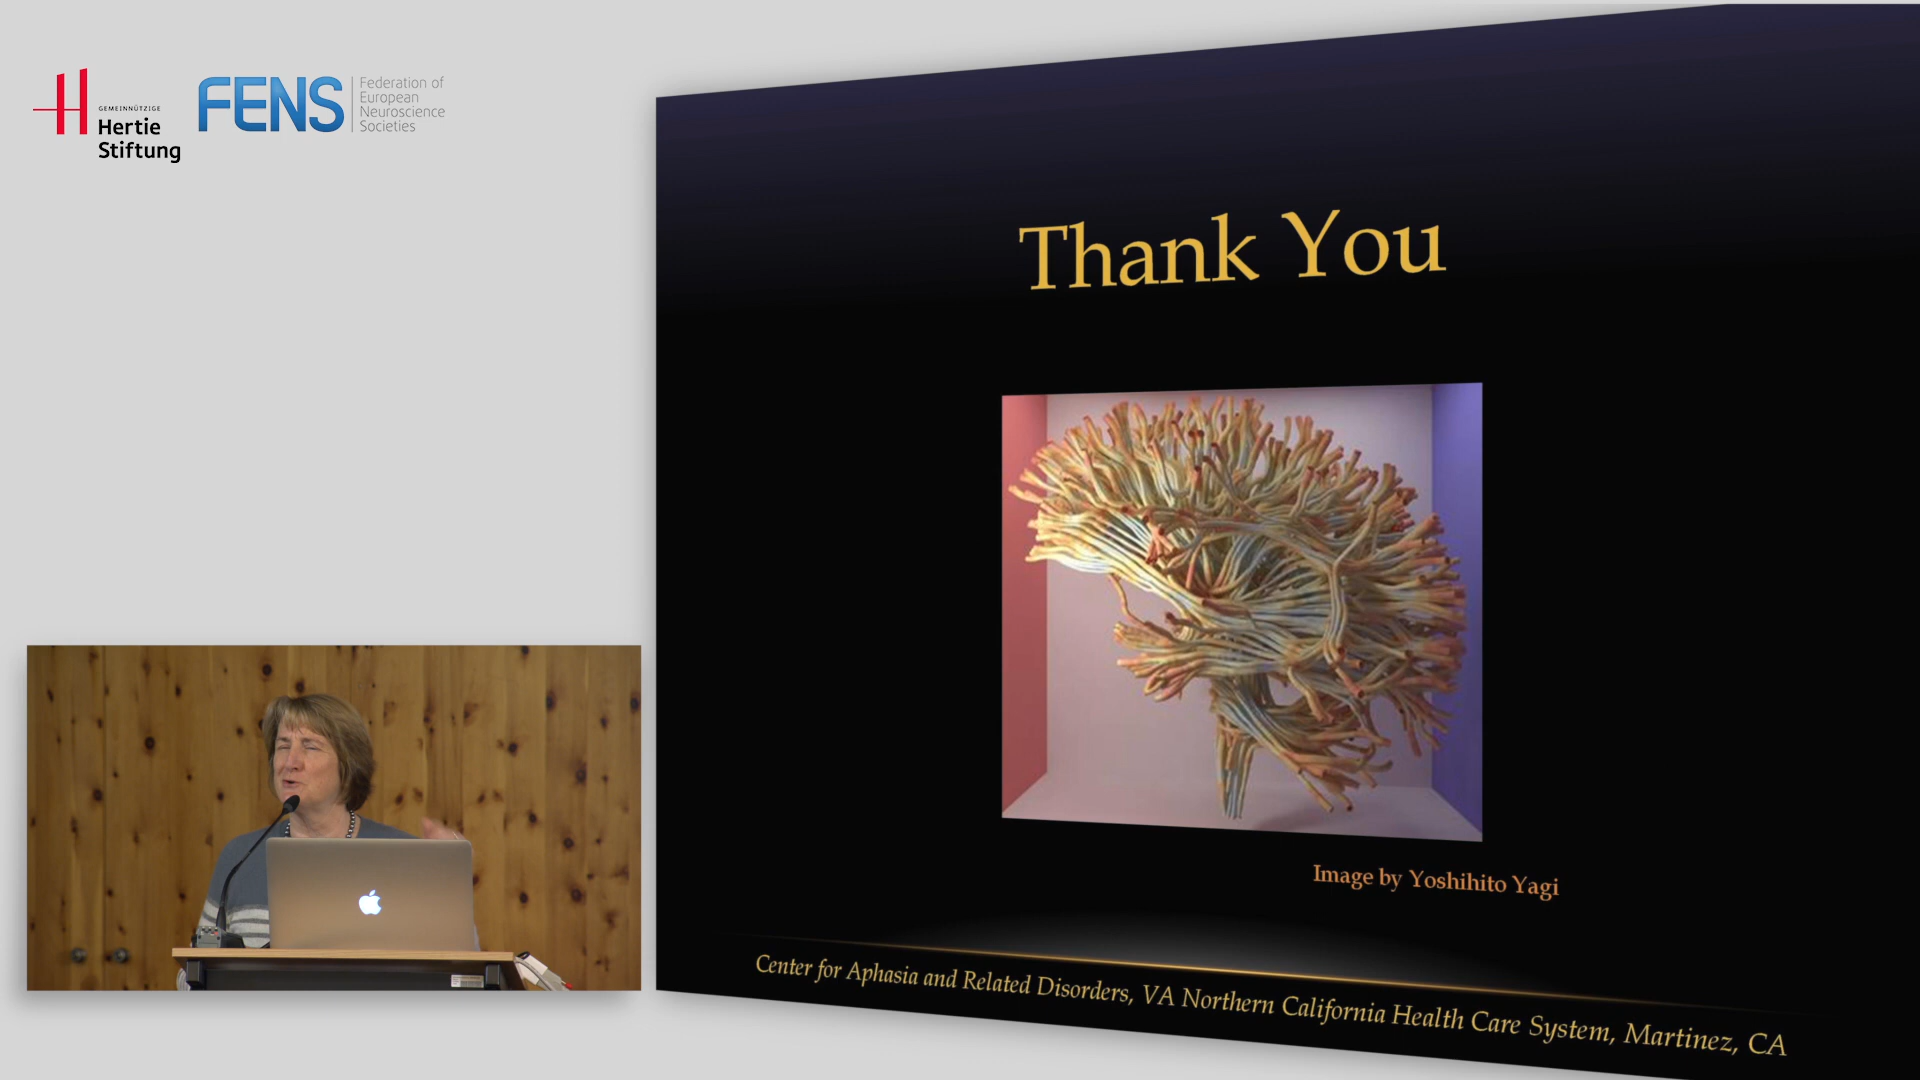 GEMEINNÜTZIGE
Hertie
Stiftung
FENS
Federation of
European
Neuroscience
Societies
Thank You
Image by Yoshihito Yagi
Center for Aphasia and Related Disorders, VA Northern California Health Care System, Martinez, CA